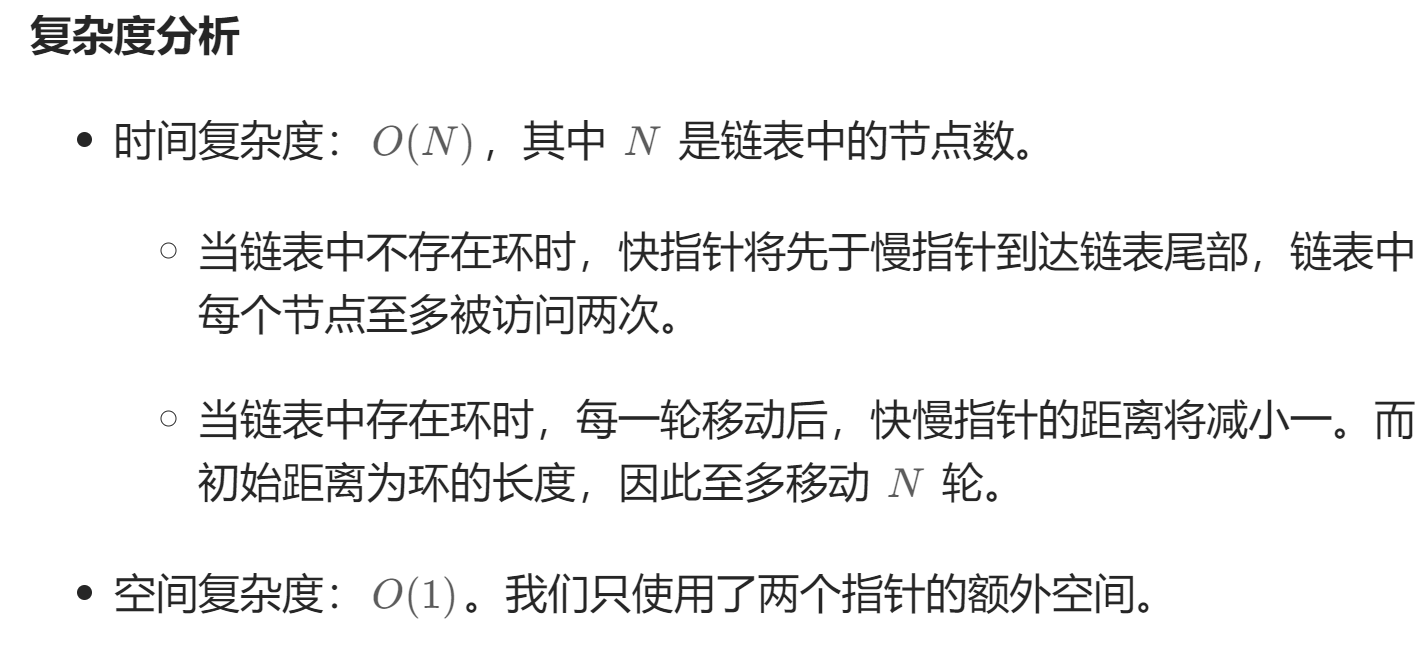 复杂度分析
• 时间复杂度：O(N)，其中 N 是链表中的节点数。
◦ 当链表中不存在环时，快指针将先于慢指针到达链表尾部，链表中
每个节点至多被访问两次。
◦ 当链表中存在环时，每一轮移动后，快慢指针的距离将减小一。而
初始距离为环的长度，因此至多移动 N 轮。
• 空间复杂度：O(1)。我们只使用了两个指针的额外空间。